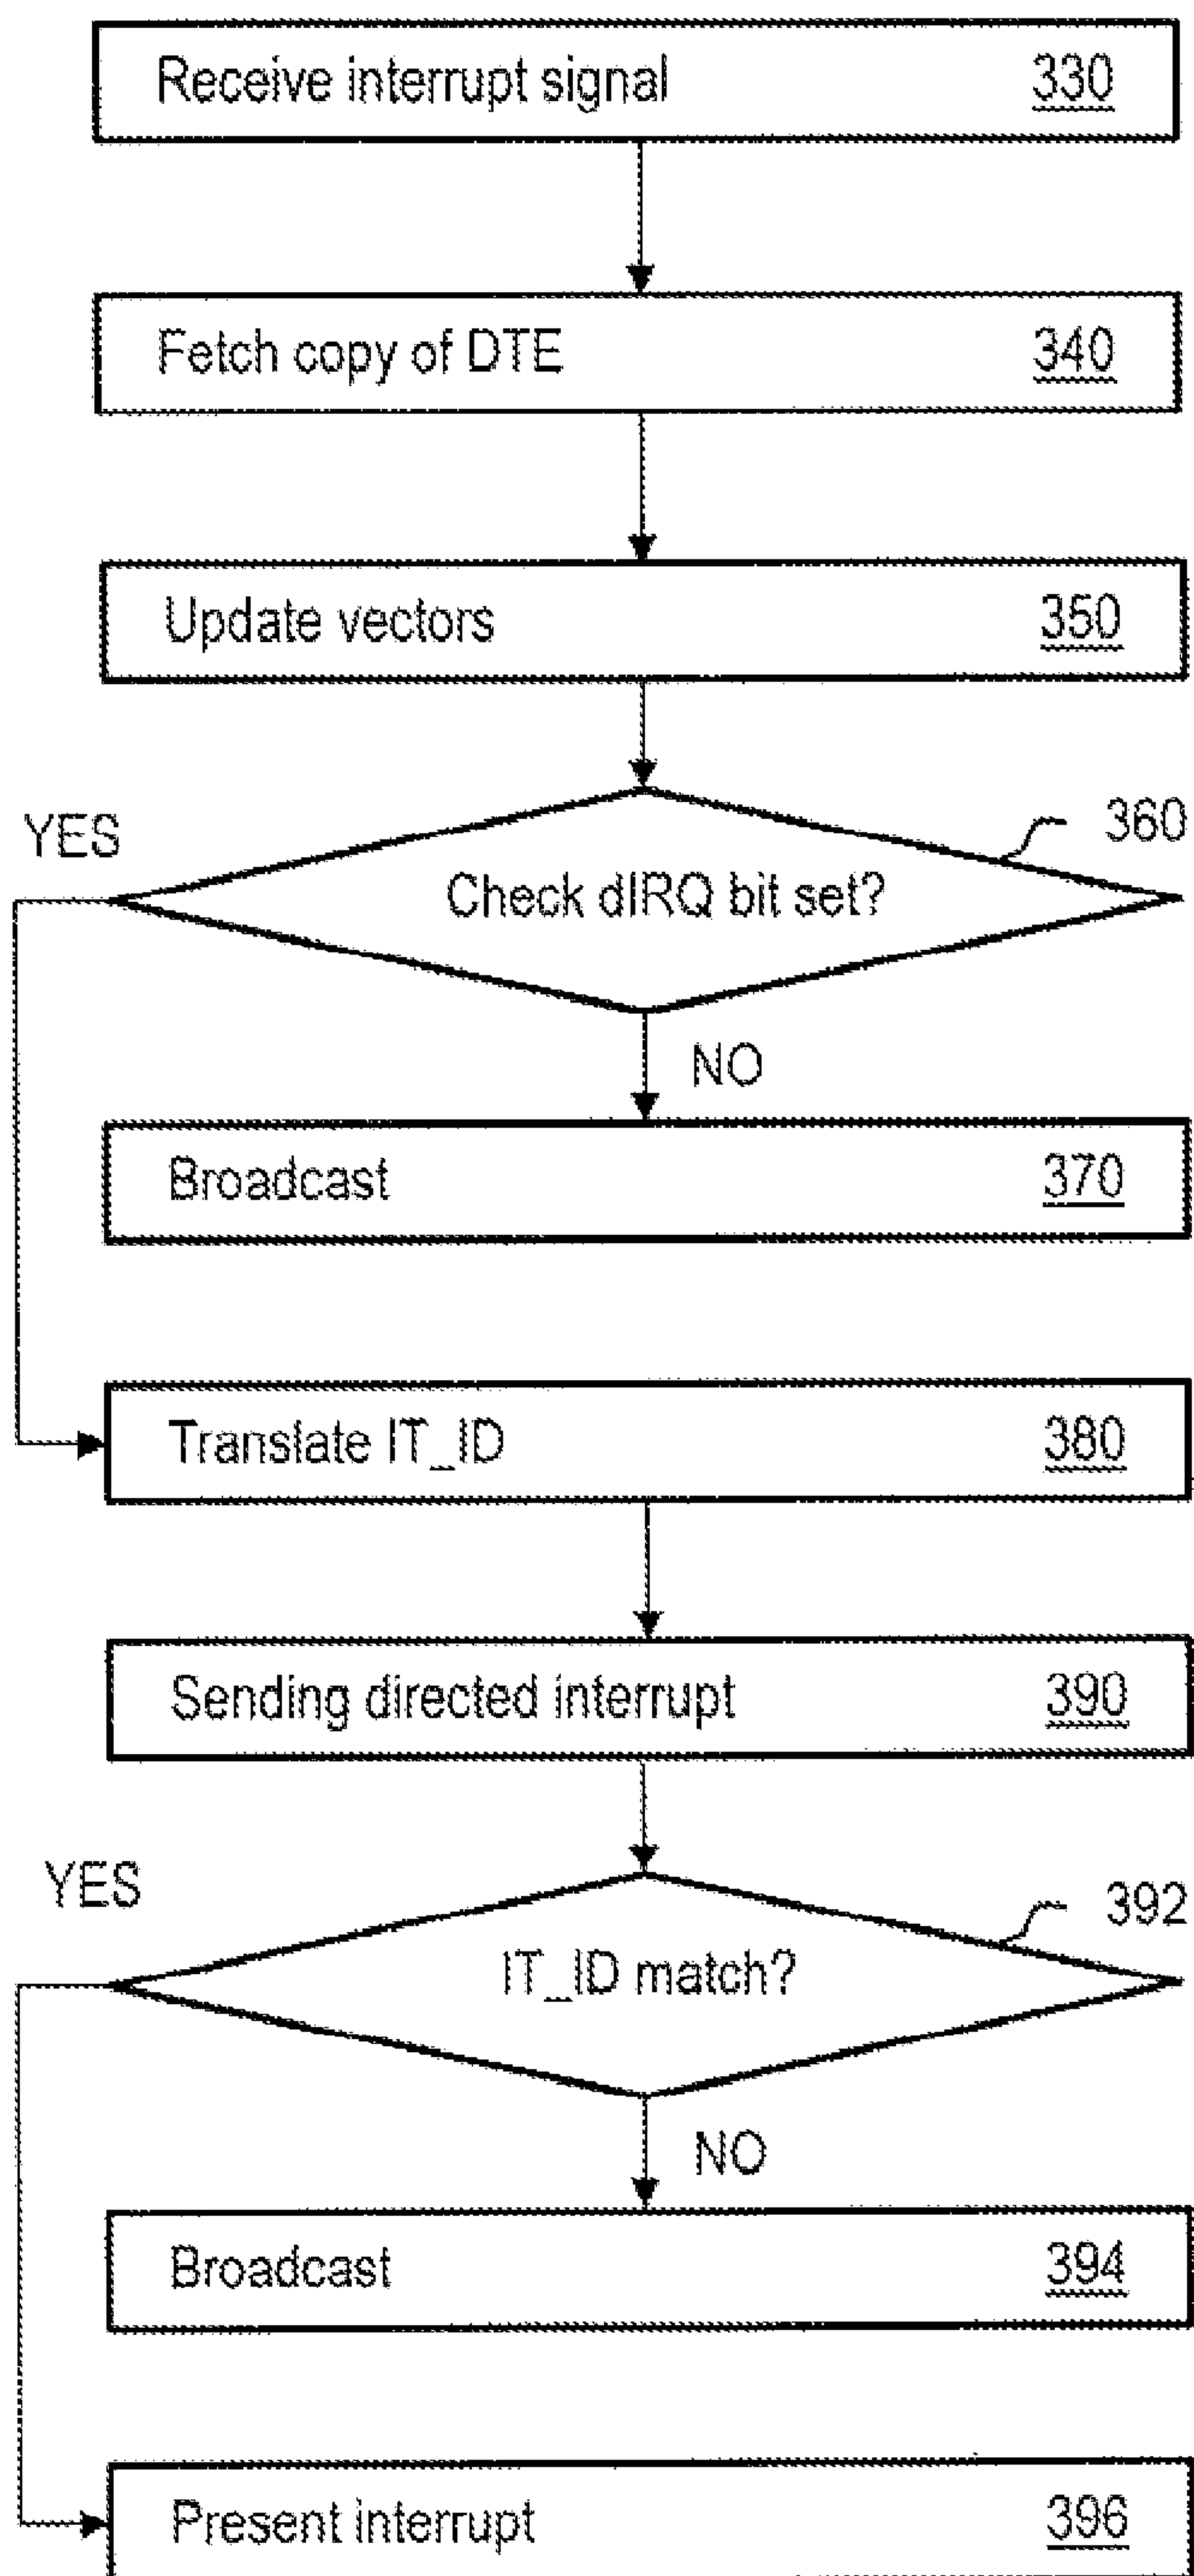 Receive interrupt signal 330
Fetch copy of DTE 340
Update vectors 350
YES
360
Check dIRQ bit set?
NO
Broadcast 370
Translate IT_ID 380
Sending directed interrupt 390
YES
392
IT_ID match?
NO
Broadcast 394
Present interrupt 396